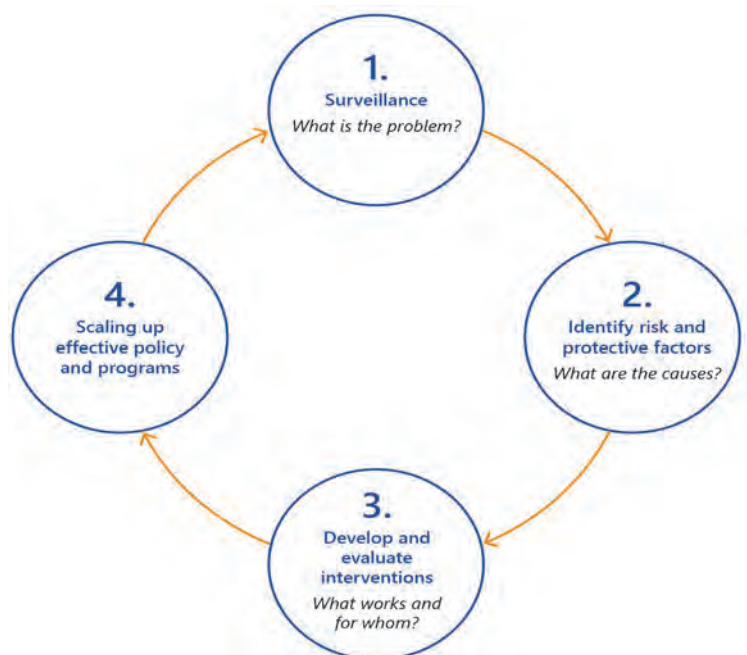 1.
Surveillance
What is the problem?
2.
Identify risk and
protective factors
What are the causes?
3.
Develop and
evaluate
interventions
What works and
for whom?
4.
Scaling up
effective policy
and programs